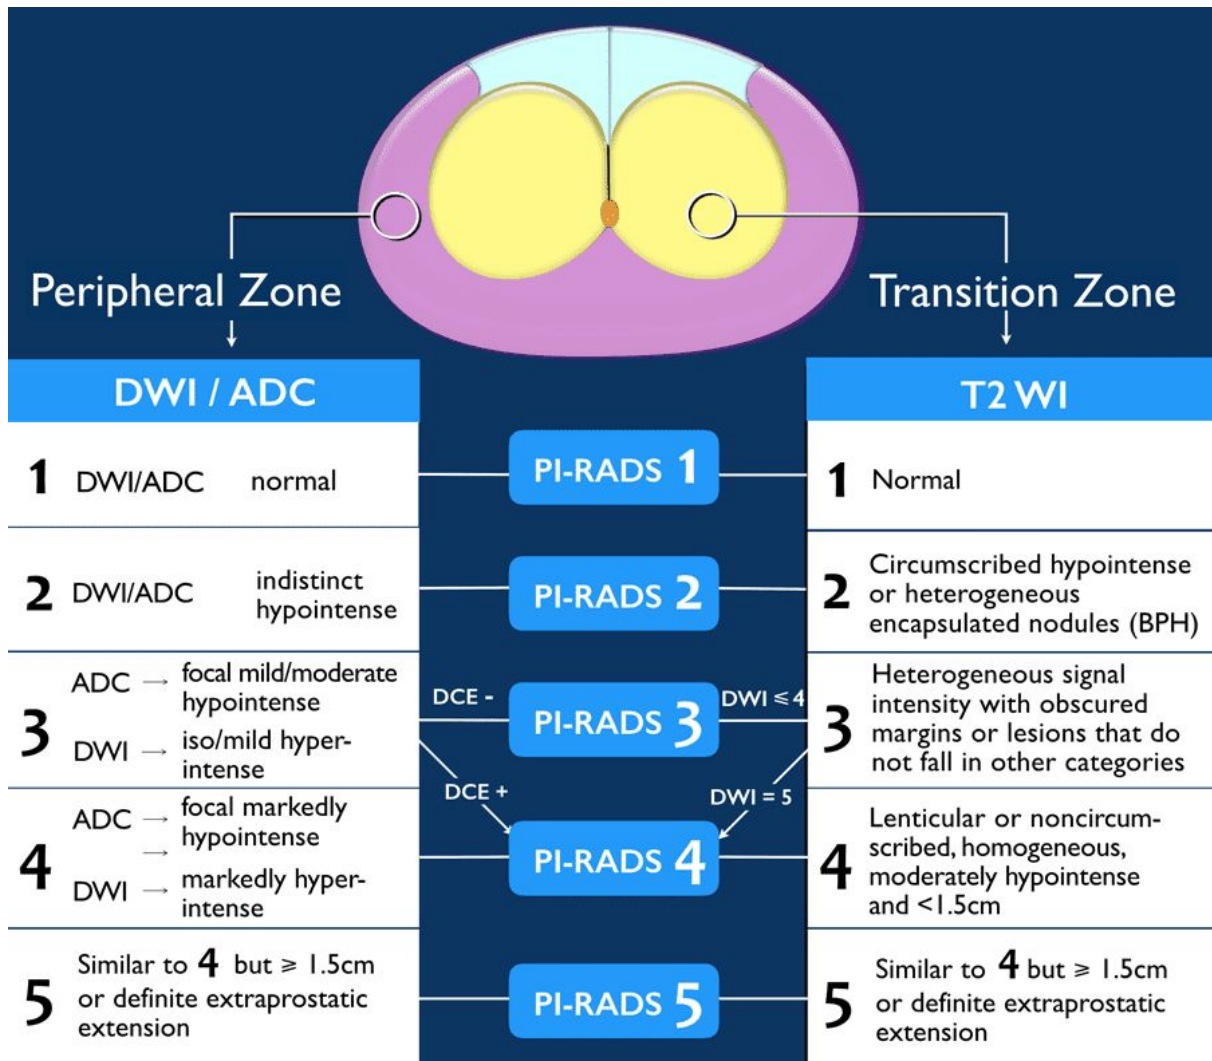 Peripheral Zone
Transition Zone
DWI / ADC
1 DWI/ADC normal
2 DWI/ADC indistinct
hypointense
3 ADC → focal mild/moderate
hypointense
DWI → iso/mild hyper-
intense
4 ADC → focal markedly
hypointense
→
DWI → markedly hyper-
intense
5 Similar to 4 but ≥ 1.5cm
or definite extraprostatic
extension
PI-RADS 1
PI-RADS 2
DCE -
PI-RADS 3
DWI ≤ 4
DCE +
DWI = 5
PI-RADS 4
PI-RADS 5
T2 WI
1 Normal
2 Circumscribed hypointense
or heterogeneous
encapsulated nodules (BPH)
3 Heterogeneous signal
intensity with obscured
margins or lesions that do
not fall in other categories
4 Lenticular or noncircum-
scribed, homogeneous,
moderately hypointense
and <1.5cm
5 Similar to 4 but ≥ 1.5cm
or definite extraprostatic
extension